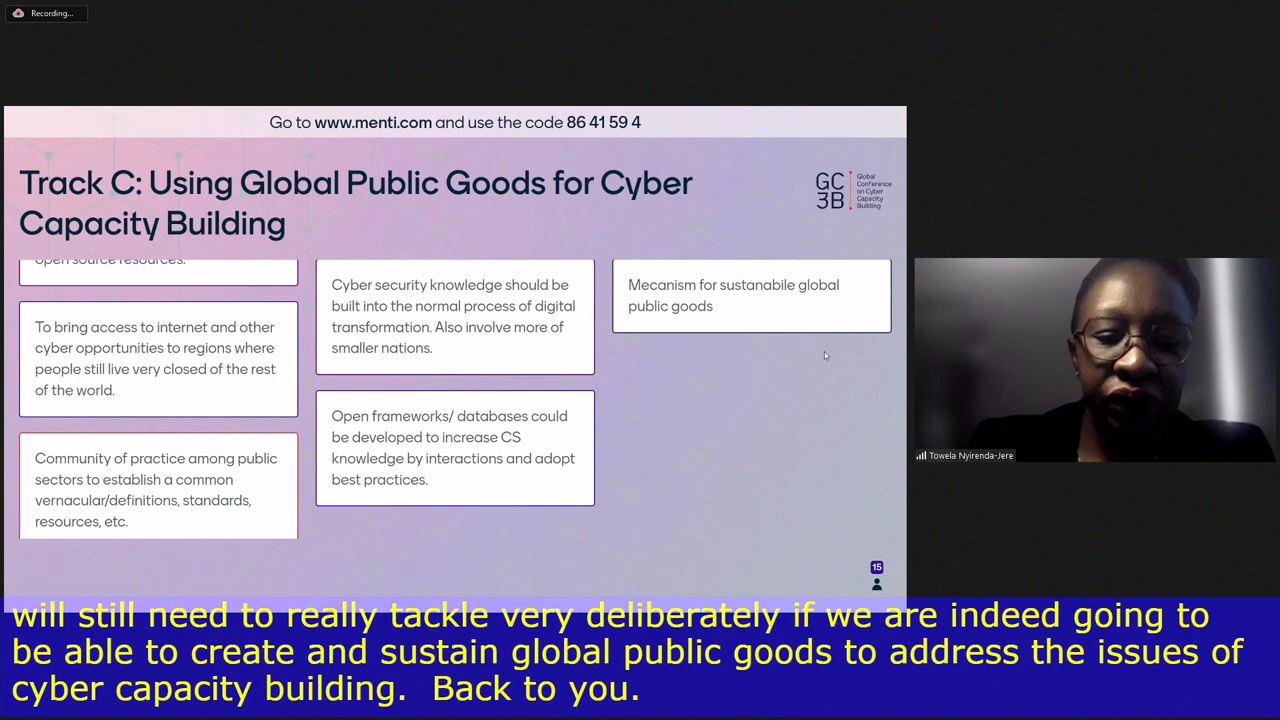 Recording...
Go to www.menti.com and use the code 86 41 59 4
Track C: Using Global Public Goods for Cyber
Capacity Building
GC
3B
Global
Conference
on Cyber
Capacity
Building
open source resources.
To bring access to internet and other
cyber opportunities to regions where
people still live very closed of the rest
of the world.
Community of practice among public
sectors to establish a common
vernacular/definitions, standards,
resources, etc.
Cyber security knowledge should be
built into the normal process of digital
transformation. Also involve more of
smaller nations.
Open frameworks/ databases could
be developed to increase CS
knowledge by interactions and adopt
best practices.
Mecanism for sustanabile global
public goods
15
Towela Nyirenda-Jere
will still need to really tackle very deliberately if we are indeed going to
be able to create and sustain global public goods to address the issues of
cyber capacity building.  Back to you.